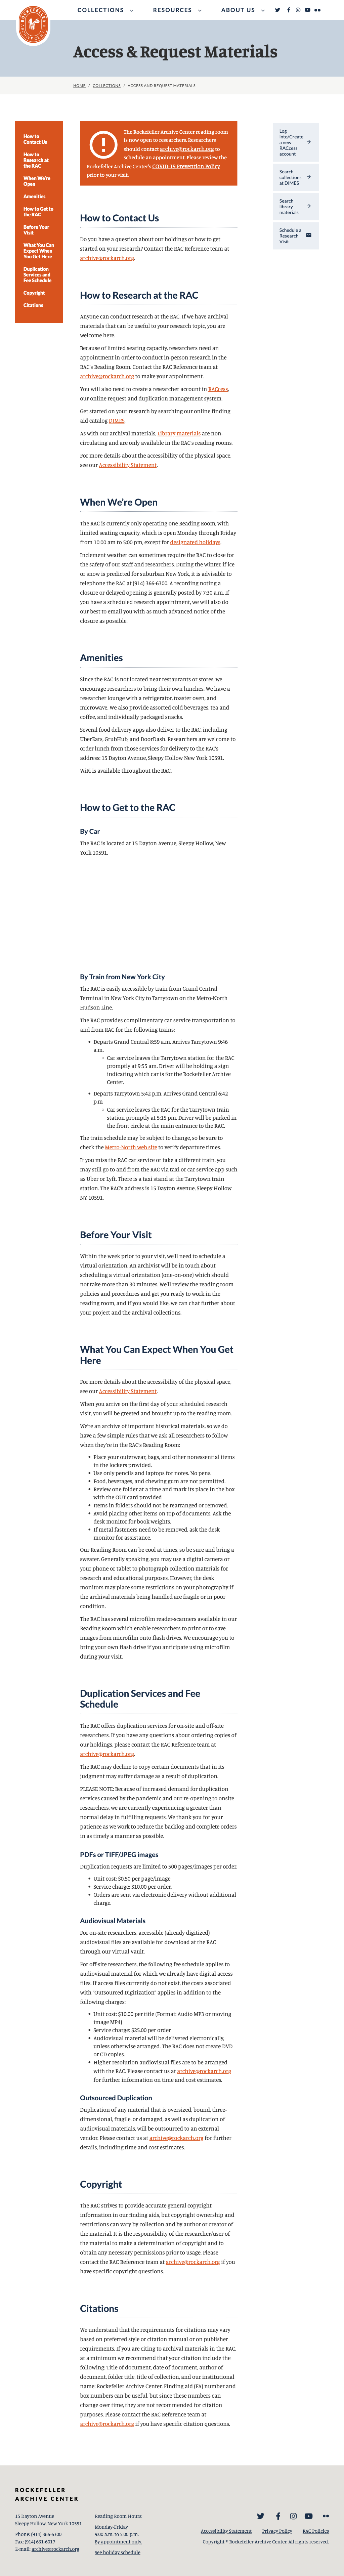 COLLECTIONS
RESOURCES
ABOUT US
Access & Request Materials
HOME / COLLECTIONS / ACCESS AND REQUEST MATERIALS
How to
Contact Us
How to
Research at
the RAC
When We're
Open
Amenities
How to Get to
the RAC
Before Your
Visit
What You Can
Expect When
You Get Here
Duplication
Services and
Fee Schedule
Copyright
Citations
The Rockefeller Archive Center reading room
is now open to researchers. Researchers
should contact archive@rockarch.org to
schedule an appointment. Please review the
Rockefeller Archive Center's COVID-19 Prevention Policy
prior to your visit.
Log
into/Create
a new
RACcess
account
Search
collections
at DIMES
Search
library
materials
Schedule a
Research
Visit
How to Contact Us
Do you have a question about our holdings or how to get
started on your research? Contact the RAC Reference team at
archive@rockarch.org.
How to Research at the RAC
Anyone can conduct research at the RAC. If we have archival
materials that can be useful to your research topic, you are
welcome here.
Because of limited seating capacity, researchers need an
appointment in order to conduct in-person research in the
RAC's Reading Room. Contact the RAC Reference team at
archive@rockarch.org to make your appointment.
You will also need to create a researcher account in RACcess,
our online request and duplication management system.
Get started on your research by searching our online finding
aid catalog DIMES.
As with our archival materials, Library materials are non-
circulating and are only available in the RAC's reading rooms.
For more details about the accessibility of the physical space,
see our Accessibility Statement.
When We're Open
The RAC is currently only operating one Reading Room, with
limited seating capacity, which is open Monday through Friday
from 10:00 am to 5:00 pm, except for designated holidays.
Inclement weather can sometimes require the RAC to close for
the safety of our staff and researchers. During the winter, if ice
or snow is predicted for suburban New York, it is advisable to
telephone the RAC at (914) 366-6300. A recording noting a
closure or delayed opening is generally posted by 7:30 a.m. If
you have a scheduled research appointment, we will also do
our best to email you with as much advanced notice of the
closure as possible.
Amenities
Since the RAC is not located near restaurants or stores, we
encourage researchers to bring their own lunches. We have a
researcher lounge with a refrigerator, toaster oven, and
microwave. We also supply assorted cold beverages, tea and
coffee, and individually packaged snacks.
Several food delivery apps also deliver to the RAC, including
UberEats, GrubHub, and DoorDash. Researchers are welcome to
order lunch from those services for delivery to the RAC's
address: 15 Dayton Avenue, Sleepy Hollow New York 10591.
WiFi is available throughout the RAC.
How to Get to the RAC
By Car
The RAC is located at 15 Dayton Avenue, Sleepy Hollow, New
York 10591.
By Train from New York City
The RAC is easily accessible by train from Grand Central
Terminal in New York City to Tarrytown on the Metro-North
Hudson Line.
The RAC provides complimentary car service transportation to
and from RAC for the following trains:
Departs Grand Central 8:59 a.m, Arrives Tarrytown 9:46
a.m.
Car service leaves the Tarrytown station for the RAC
promptly at 9:55 am. Driver will be holding a sign
indicating which car is for the Rockefeller Archive
Center.
Departs Tarrytown 5:42 p.m. Arrives Grand Central 6:42
p.m
Car service leaves the RAC for the Tarrytown train
station promptly at 5:15 pm. Driver will be parked in
the front circle at the main entrance to the RAC.
The train schedule may be subject to change, so be sure to
check the Metro-North web site to verify departure times.
If you miss the RAC car service or take a different train, you
may still go to and from the RAC via taxi or car service app such
as Uber or Lyft. There is a taxi stand at the Tarrytown train
station. The RAC's address is 15 Dayton Avenue, Sleepy Hollow
NY 10591.
Before Your Visit
Within the week prior to your visit, we'll need to schedule a
virtual orientation. An archivist will be in touch about
scheduling a virtual orientation (one-on-one) which should
not take more than 30 minutes. We'll review the reading room
policies and procedures and get you ready to work in the
reading room, and if you would like, we can chat further about
your project and the archival collections.
What You Can Expect When You Get
Here
For more details about the accessibility of the physical space,
see our Accessibility Statement.
When you arrive on the first day of your scheduled research
visit, you will be greeted and brought up to the reading room.
We're an archive of important historical materials, so we do
have a few simple rules that we ask all researchers to follow
when they're in the RAC's Reading Room:
Place your outerwear, bags, and other nonessential items
in the lockers provided.
Use only pencils and laptops for notes. No pens.
Food, beverages, and chewing gum are not permitted.
Review one folder at a time and mark its place in the box
with the OUT card provided
Items in folders should not be rearranged or removed.
Avoid placing other items on top of documents. Ask the
desk monitor for book weights.
If metal fasteners need to be removed, ask the desk
monitor for assistance.
Our Reading Room can be cool at times, so be sure and bring a
sweater. Generally speaking, you may use a digital camera or
your phone or tablet to photograph collection materials for
reference and not for publication purposes. However, the desk
assistant may place some restrictions on your photography if
the archival materials being handled are fragile or in poor
condition.
The RAC has several microfilm reader-scanners available in our
Reading Room which enable researchers to print or to save
images from microfilm onto flash drives. We encourage you to
bring your own flash drive if you anticipate using microfilm
during your visit.
Duplication Services and Fee
Schedule
The RAC offers duplication services for on-site and off-site
researchers. If you have any questions about ordering copies of
our holdings, please contact the RAC Reference team at
archive@rockarch.org.
The RAC may decline to copy certain documents that in its
judgment may suffer damage as a result of duplication.
PLEASE NOTE: Because of increased demand for duplication
services caused by the pandemic and our re-opening to on-site
researchers, we are currently experiencing a greater than
normal delay in fulfilling requests. We thank you for your
patience as we work to reduce the backlog and complete orders
in as timely a manner as possible.
PDFs or TIFF/JPEG images
Duplication requests are limited to 500 pages/images per order.
Unit cost: $0.50 per page/image
Service charge: $10.00 per order.
Orders are sent via electronic delivery without additional
charge.
Audiovisual Materials
For on-site researchers, accessible (already digitized)
audiovisual files are available for download at the RAC
through our Virtual Vault.
For off-site researchers, the following fee applies to
audiovisual material for which we already have digital access
files. If access files currently do not exist, the costs associated
with "Outsourced Digitization" applies in addition to the
following charges:
Unit cost: $10.00 per title (Format: Audio MP3 or moving
image MP4)
Service charge: $25.00 per order
Audiovisual material will be delivered electronically,
unless otherwise arranged. The RAC does not create DVD
or CD copies.
Higher-resolution audiovisual files are to be arranged
with the RAC. Please contact us at archive@rockarch.org
for further information on time and cost estimates.
Outsourced Duplication
Duplication of any material that is oversized, bound, three-
dimensional, fragile, or damaged, as well as duplication of
audiovisual materials, will be outsourced to an external
vendor. Please contact us at archive@rockarch.org for further
details, including time and cost estimates.
Copyright
The RAC strives to provide accurate general copyright
information in our finding aids, but copyright ownership and
restrictions can vary by collection and by author or creator of
the material. It is the responsibility of the researcher/user of
the material to make a determination of copyright and to
obtain any necessary permissions prior to usage. Please
contact the RAC Reference team at archive@rockarch.org if you
have specific copyright questions.
Citations
We understand that the requirements for citations may vary
based on preferred style or citation manual or on publisher
requirements. If you are citing to archival materials in the RAC,
at a minimum we recommend that your citation include the
following: Title of document, date of document, author of
document, folder title, title of collection, and our institutional
name: Rockefeller Archive Center. Finding aid (FA) number and
box numbers can be useful, but since these numbers can
change over time, they are not required for citation
purposes. Please contact the RAC Reference team at
archive@rockarch.org if you have specific citation questions.
ROCKEFELLER
ARCHIVE CENTER
15 Dayton Avenue
Sleepy Hollow, New York 10591
Phone: (914) 366-6300
Fax: (914) 631-6017
E-mail: archive@rockarch.org
Reading Room Hours:
Monday-Friday
9:00 a.m. to 5:00 p.m.
By appointment only.
See holiday schedule
Accessibility Statement
Privacy Policy
RAC Policies
Copyright © Rockefeller Archive Center. All rights reserved.